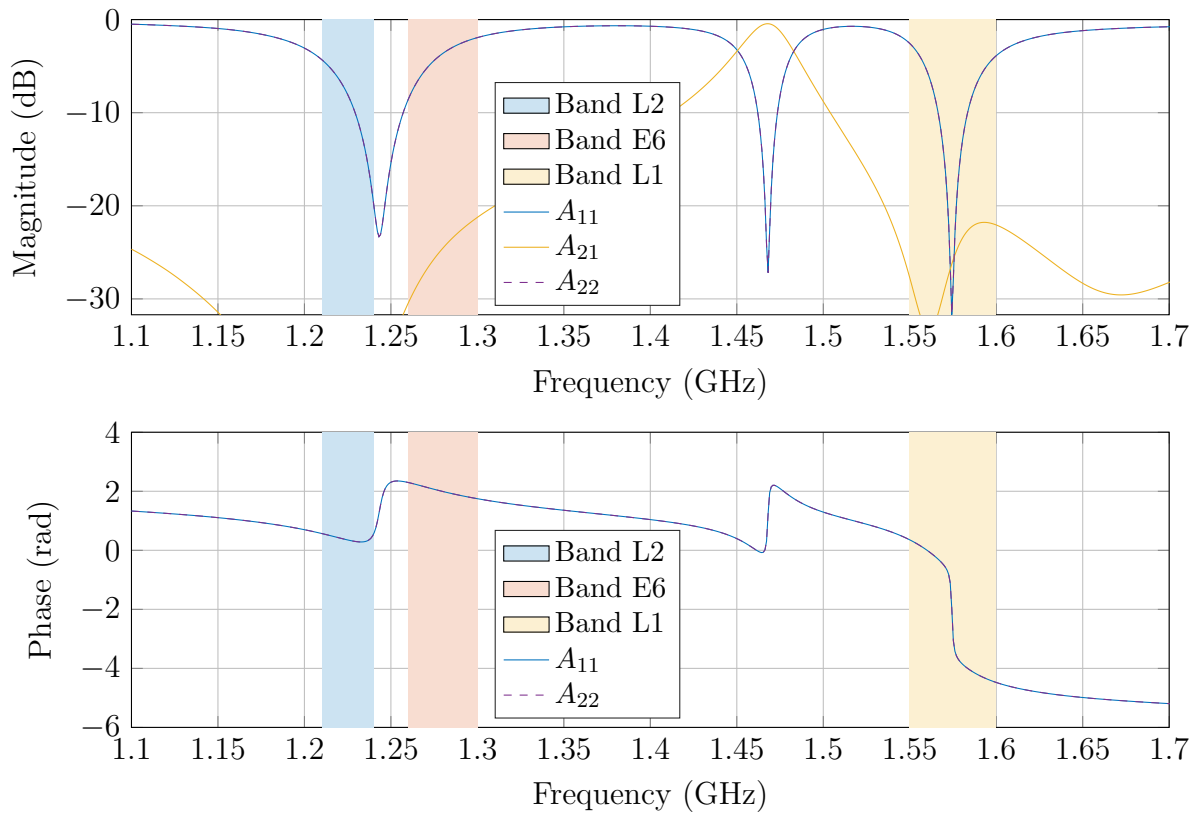 0
−10
−20
−30
Magnitude (dB)
Band L2
Band E6
Band L1
A11
A21
A22
1.1 1.15 1.2 1.25 1.3 1.35 1.4 1.45 1.5 1.55 1.6 1.65 1.7
Frequency (GHz)
4
2
0
−2
−4
−6
Phase (rad)
Band L2
Band E6
Band L1
A11
A22
1.1 1.15 1.2 1.25 1.3 1.35 1.4 1.45 1.5 1.55 1.6 1.65 1.7
Frequency (GHz)